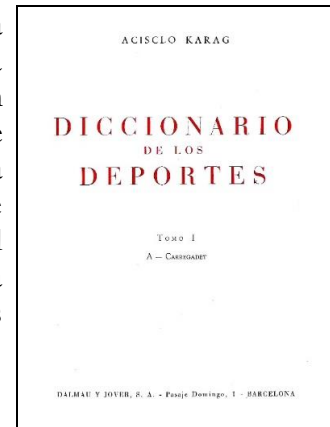 ACISCLO KARAG
DICCIONARIO
DE LOS
DEPORTES
TOMO I
A — CARREGADET
DALMAU Y JOVER, S. A. - Pasaje Domingo, 1 - BARCELONA